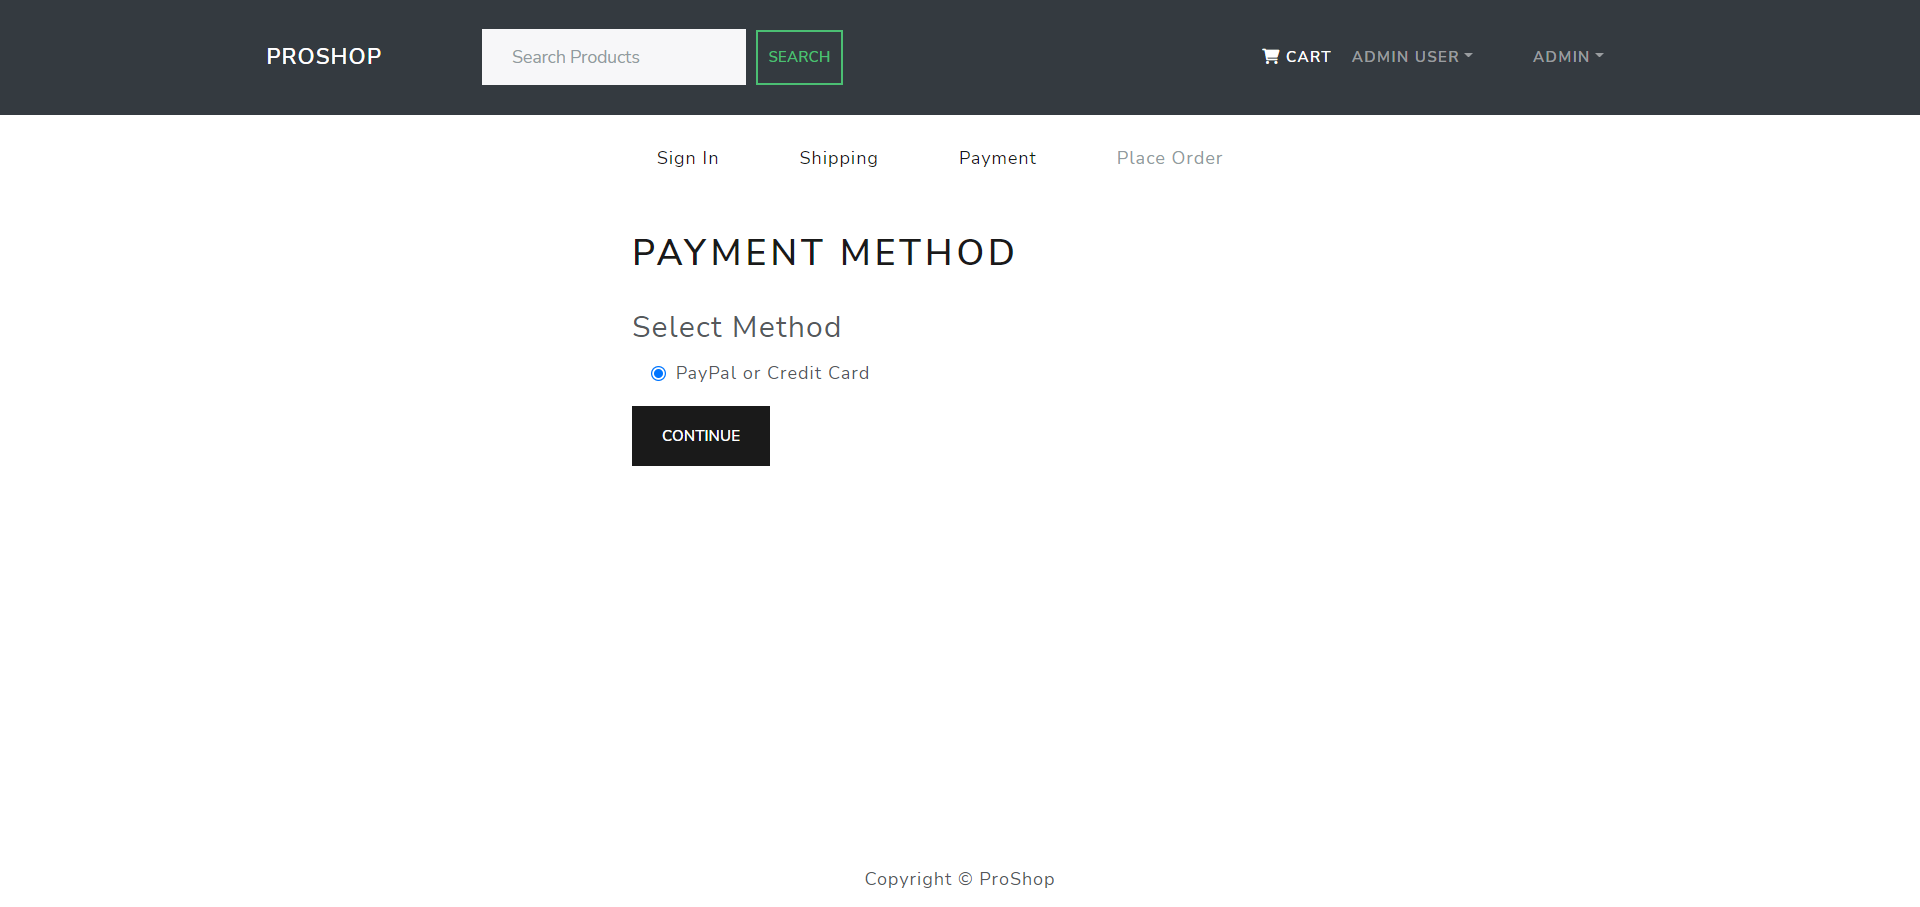 PROSHOP
Search Products
SEARCH
CART
ADMIN USER
ADMIN
Sign In
Shipping
Payment
Place Order
PAYMENT METHOD
Select Method
PayPal or Credit Card
CONTINUE
Copyright © ProShop